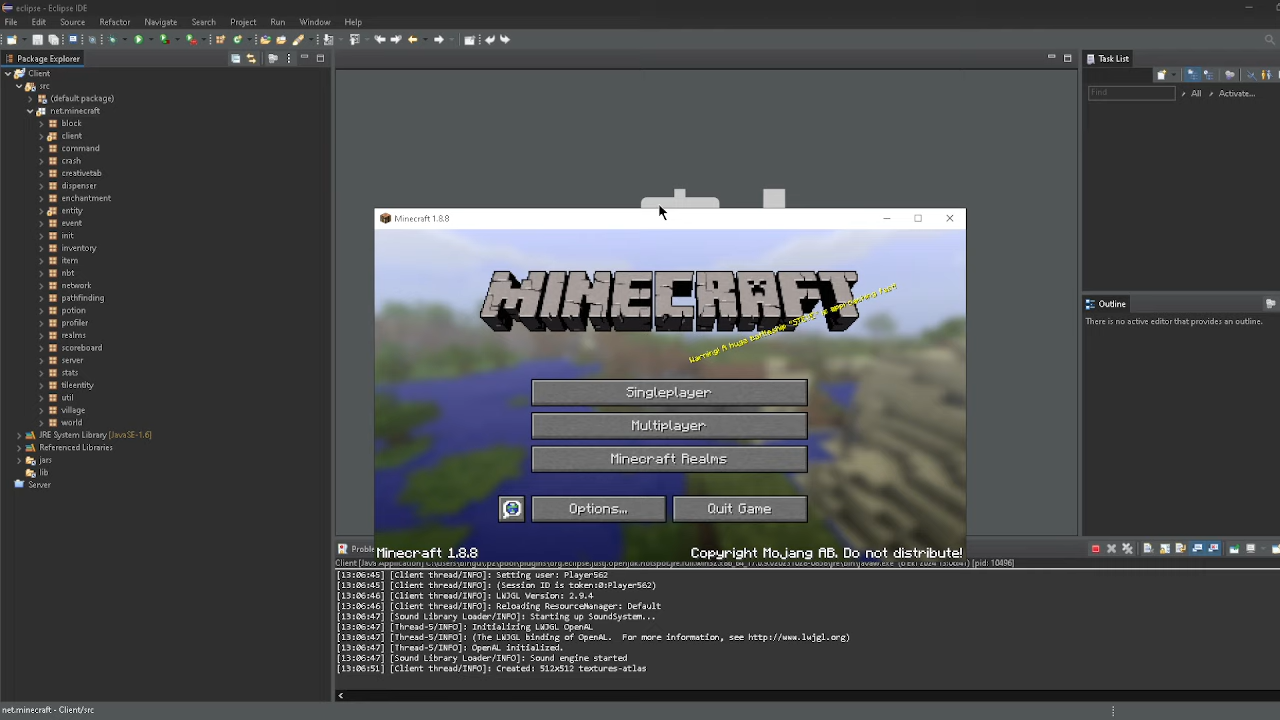 eclipse - Eclipse IDE
File Edit Source Refactor Navigate Search Project Run Window Help
Package Explorer
Client
src
(default package)
net.minecraft
block
client
command
crash
creativetab
dispenser
enchantment
entity
event
init
inventory
item
nbt
network
pathfinding
potion
profiler
realms
scoreboard
server
stats
tileentity
util
village
world
JRE System Library [JavaSE-1.6]
Referenced Libraries
jars
lib
Server
Minecraft 1.8.8
MINECRAFT
Singleplayer
Multiplayer
Minecraft Realms
Options...
Quit Game
Minecraft 1.8.8
Copyright Mojang AB. Do not distribute!
Task List
Find
All
Activate...
Outline
There is no active editor that provides an outline.
Proble
[13:06:45] [Client thread/INFO]: Setting user: Player562
[13:06:45] [Client thread/INFO]: (Session ID is token:0:Player562)
[13:06:46] [Client thread/INFO]: LWJGL Version: 2.9.4
[13:06:46] [Client thread/INFO]: Reloading ResourceManager: Default
[13:06:47] [Sound Library Loader/INFO]: Starting up SoundSystem...
[13:06:47] [Thread-5/INFO]: Initializing LWJGL OpenAL
[13:06:47] [Thread-5/INFO]: (The LWJGL binding of OpenAL. For more information, see http://www.lwjgl.org)
[13:06:47] [Thread-5/INFO]: OpenAL initialized.
[13:06:47] [Sound Library Loader/INFO]: Sound engine started
[13:06:51] [Client thread/INFO]: Created: 512x512 textures-atlas
net.minecraft - Client/src